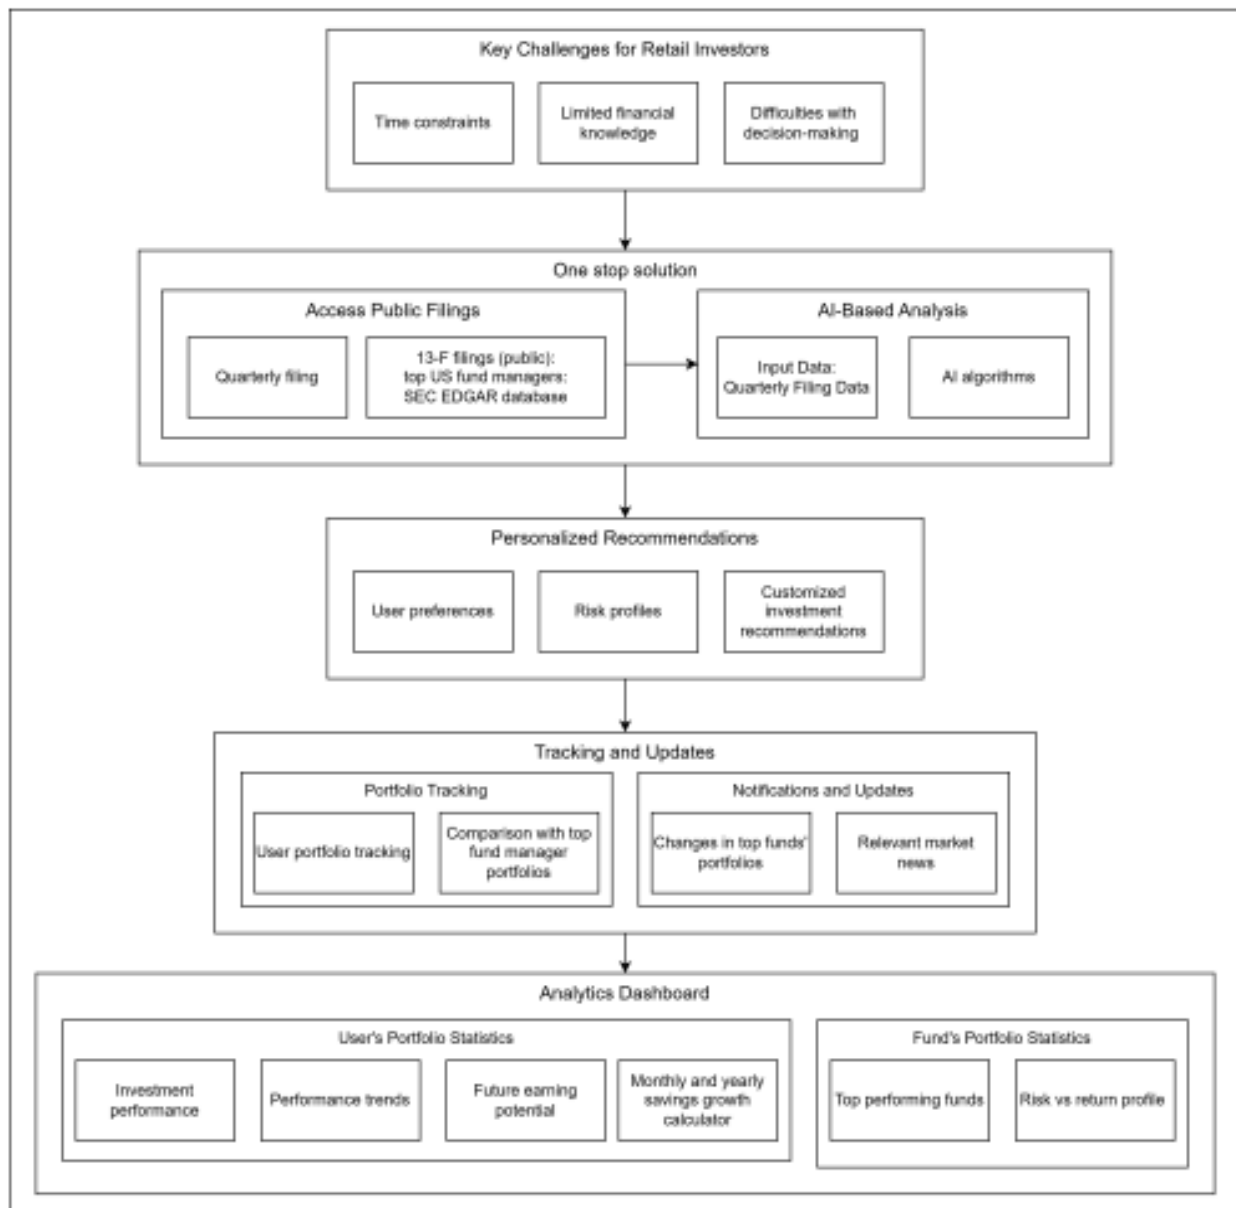 Key Challenges for Retail Investors
Time constraints
Limited financial
knowledge
Difficulties with
decision-making
One stop solution
Access Public Filings
Quarterly filing
13-F filings (public):
top US fund managers:
SEC EDGAR database
AI-Based Analysis
Input Data:
Quarterly Filing Data
AI algorithms
Personalized Recommendations
User preferences
Risk profiles
Customized
investment
recommendations
Tracking and Updates
Portfolio Tracking
User portfolio tracking
Comparison with top
fund manager
portfolios
Notifications and Updates
Changes in top funds'
portfolios
Relevant market
news
Analytics Dashboard
User's Portfolio Statistics
Investment
performance
Performance trends
Future earning
potential
Monthly and yearly
savings growth
calculator
Fund's Portfolio Statistics
Top performing funds
Risk vs return profile